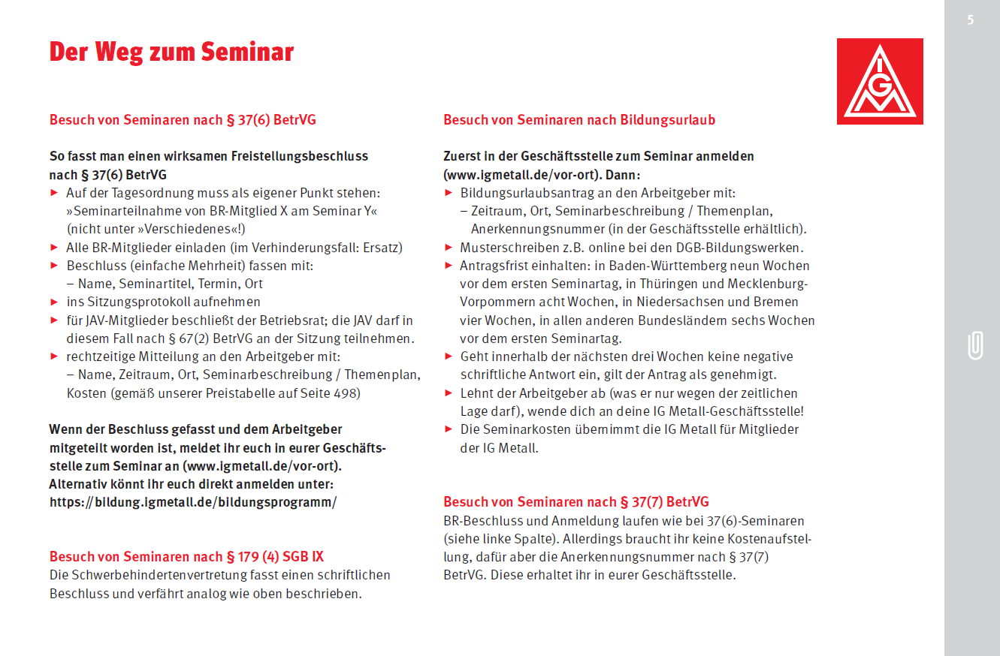 5
Der Weg zum Seminar
IGM
Besuch von Seminaren nach § 37(6) BetrVG
So fasst man einen wirksamen Freistellungsbeschluss
nach § 37(6) BetrVG
► Auf der Tagesordnung muss als eigener Punkt stehen:
»Seminarteilnahme von BR-Mitglied X am Seminar Y«
(nicht unter »Verschiedenes«!)
► Alle BR-Mitglieder einladen (im Verhinderungsfall: Ersatz)
► Beschluss (einfache Mehrheit) fassen mit:
– Name, Seminartitel, Termin, Ort
► ins Sitzungsprotokoll aufnehmen
► für JAV-Mitglieder beschließt der Betriebsrat; die JAV darf in
diesem Fall nach § 67(2) BetrVG an der Sitzung teilnehmen.
► rechtzeitige Mitteilung an den Arbeitgeber mit:
– Name, Zeitraum, Ort, Seminarbeschreibung / Themenplan,
Kosten (gemäß unserer Preistabelle auf Seite 498)
Wenn der Beschluss gefasst und dem Arbeitgeber
mitgeteilt worden ist, meldet ihr euch in eurer Geschäfts-
stelle zum Seminar an (www.igmetall.de/vor-ort).
Alternativ könnt ihr euch direkt anmelden unter:
https://bildung.igmetall.de/bildungsprogramm/
Besuch von Seminaren nach § 179 (4) SGB IX
Die Schwerbehindertenvertretung fasst einen schriftlichen
Beschluss und verfährt analog wie oben beschrieben.
Besuch von Seminaren nach Bildungsurlaub
Zuerst in der Geschäftsstelle zum Seminar anmelden
(www.igmetall.de/vor-ort). Dann:
► Bildungsurlaubsantrag an den Arbeitgeber mit:
– Zeitraum, Ort, Seminarbeschreibung / Themenplan,
Anerkennungsnummer (in der Geschäftsstelle erhältlich).
► Musterschreiben z.B. online bei den DGB-Bildungswerken.
► Antragsfrist einhalten: in Baden-Württemberg neun Wochen
vor dem ersten Seminartag, in Thüringen und Mecklenburg-
Vorpommern acht Wochen, in Niedersachsen und Bremen
vier Wochen, in allen anderen Bundesländern sechs Wochen
vor dem ersten Seminartag.
► Geht innerhalb der nächsten drei Wochen keine negative
schriftliche Antwort ein, gilt der Antrag als genehmigt.
► Lehnt der Arbeitgeber ab (was er nur wegen der zeitlichen
Lage darf), wende dich an deine IG Metall-Geschäftsstelle!
► Die Seminarkosten übernimmt die IG Metall für Mitglieder
der IG Metall.
Besuch von Seminaren nach § 37(7) BetrVG
BR-Beschluss und Anmeldung laufen wie bei 37(6)-Seminaren
(siehe linke Spalte). Allerdings braucht ihr keine Kostenaufstel-
lung, dafür aber die Anerkennungsnummer nach § 37(7)
BetrVG. Diese erhaltet ihr in eurer Geschäftsstelle.